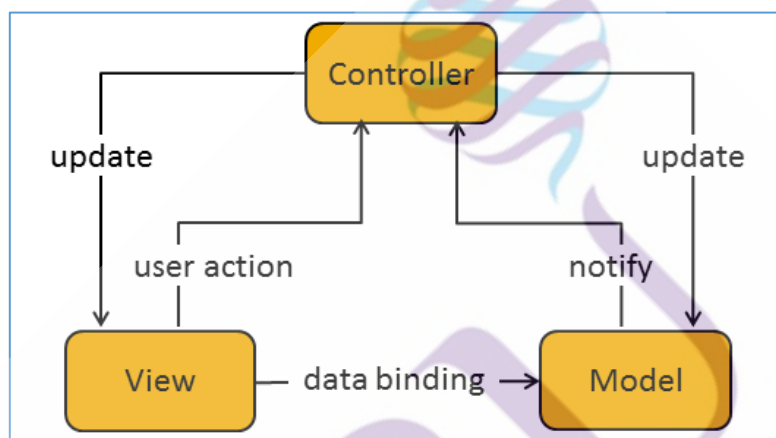 Controller
update
update
user action
notify
View
data binding
Model